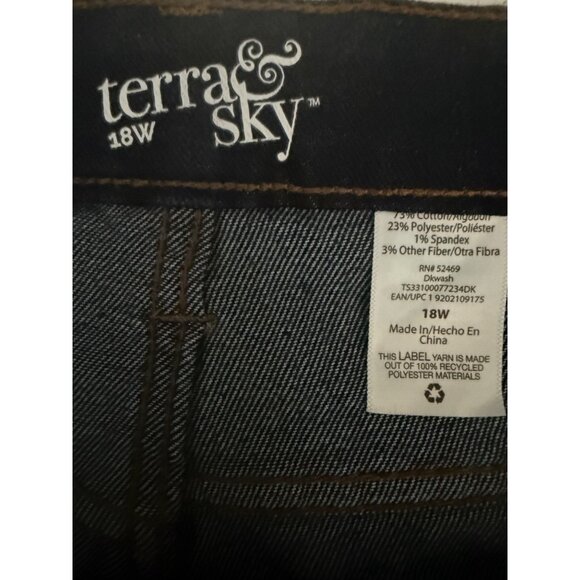 terra & sky™
18W
73% Cotton/Algodon
23% Polyester/Poliéster
1% Spandex
3% Other Fiber/Otra Fibra
RN# 52469
Dkwash
TS33100077234DK
EAN/UPC 1 9202109175
18W
Made In/Hecho En
China
THIS LABEL YARN IS MADE
OUT OF 100% RECYCLED
POLYESTER MATERIALS